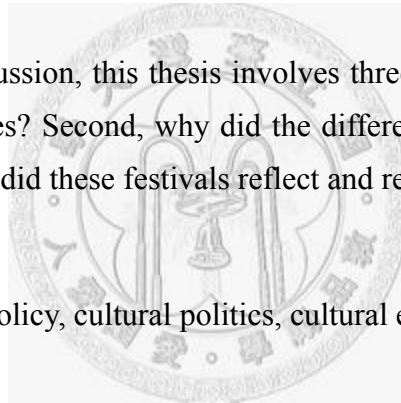 ussion, this thesis involves thre
es? Second, why did the differe
did these festivals reflect and re
olicy, cultural politics, cultural e